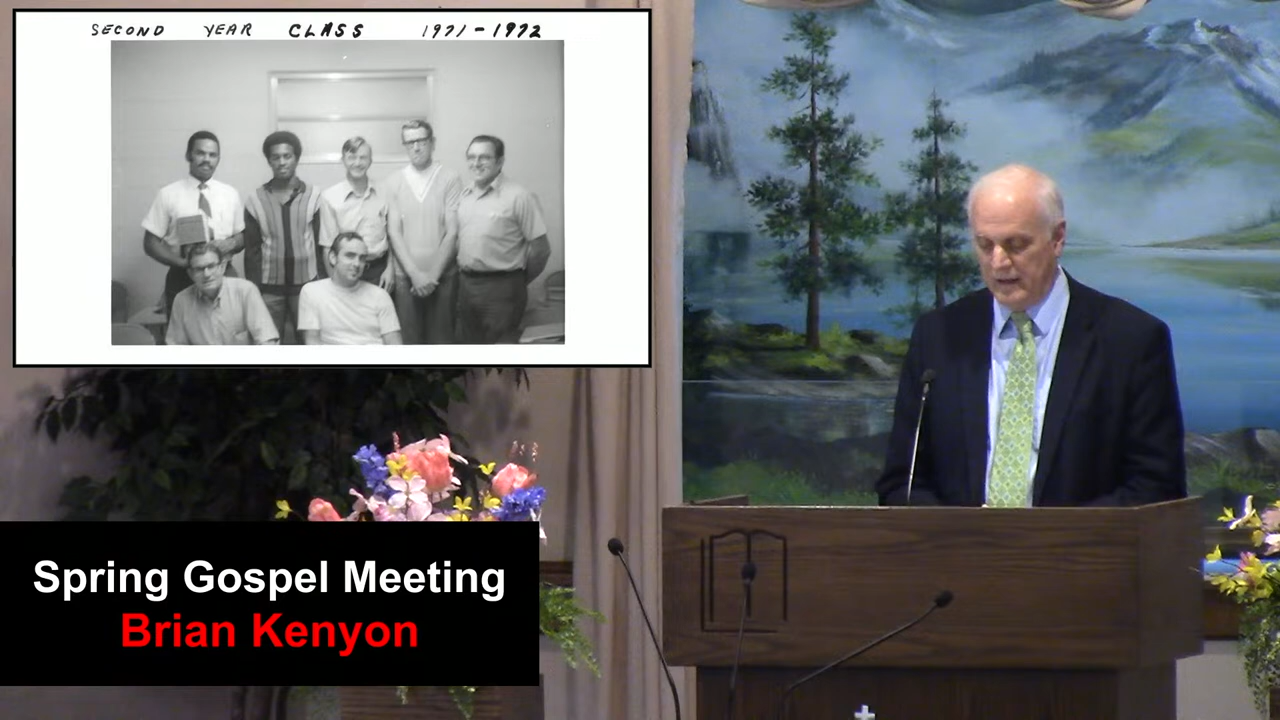 SECOND YEAR CLASS 1971-1972
Spring Gospel Meeting
Brian Kenyon